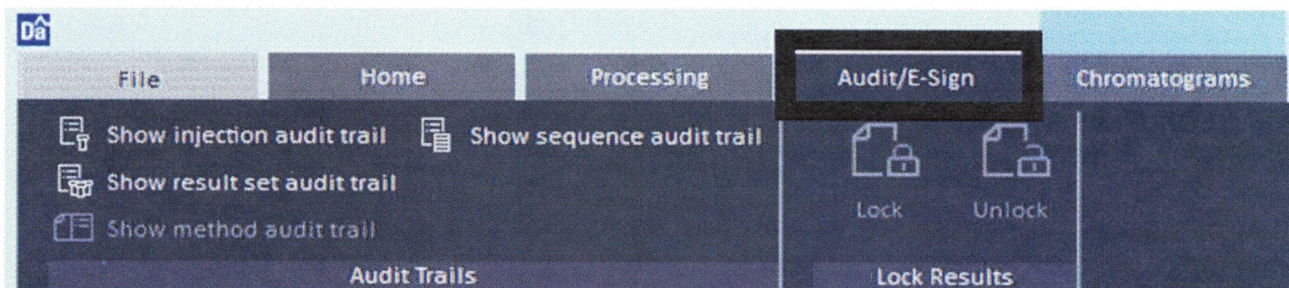 Da
File Home Processing Audit/E-Sign Chromatograms
Show injection audit trail Show sequence audit trail
Show result set audit trail
Show method audit trail
Lock Unlock
Audit Trails Lock Results